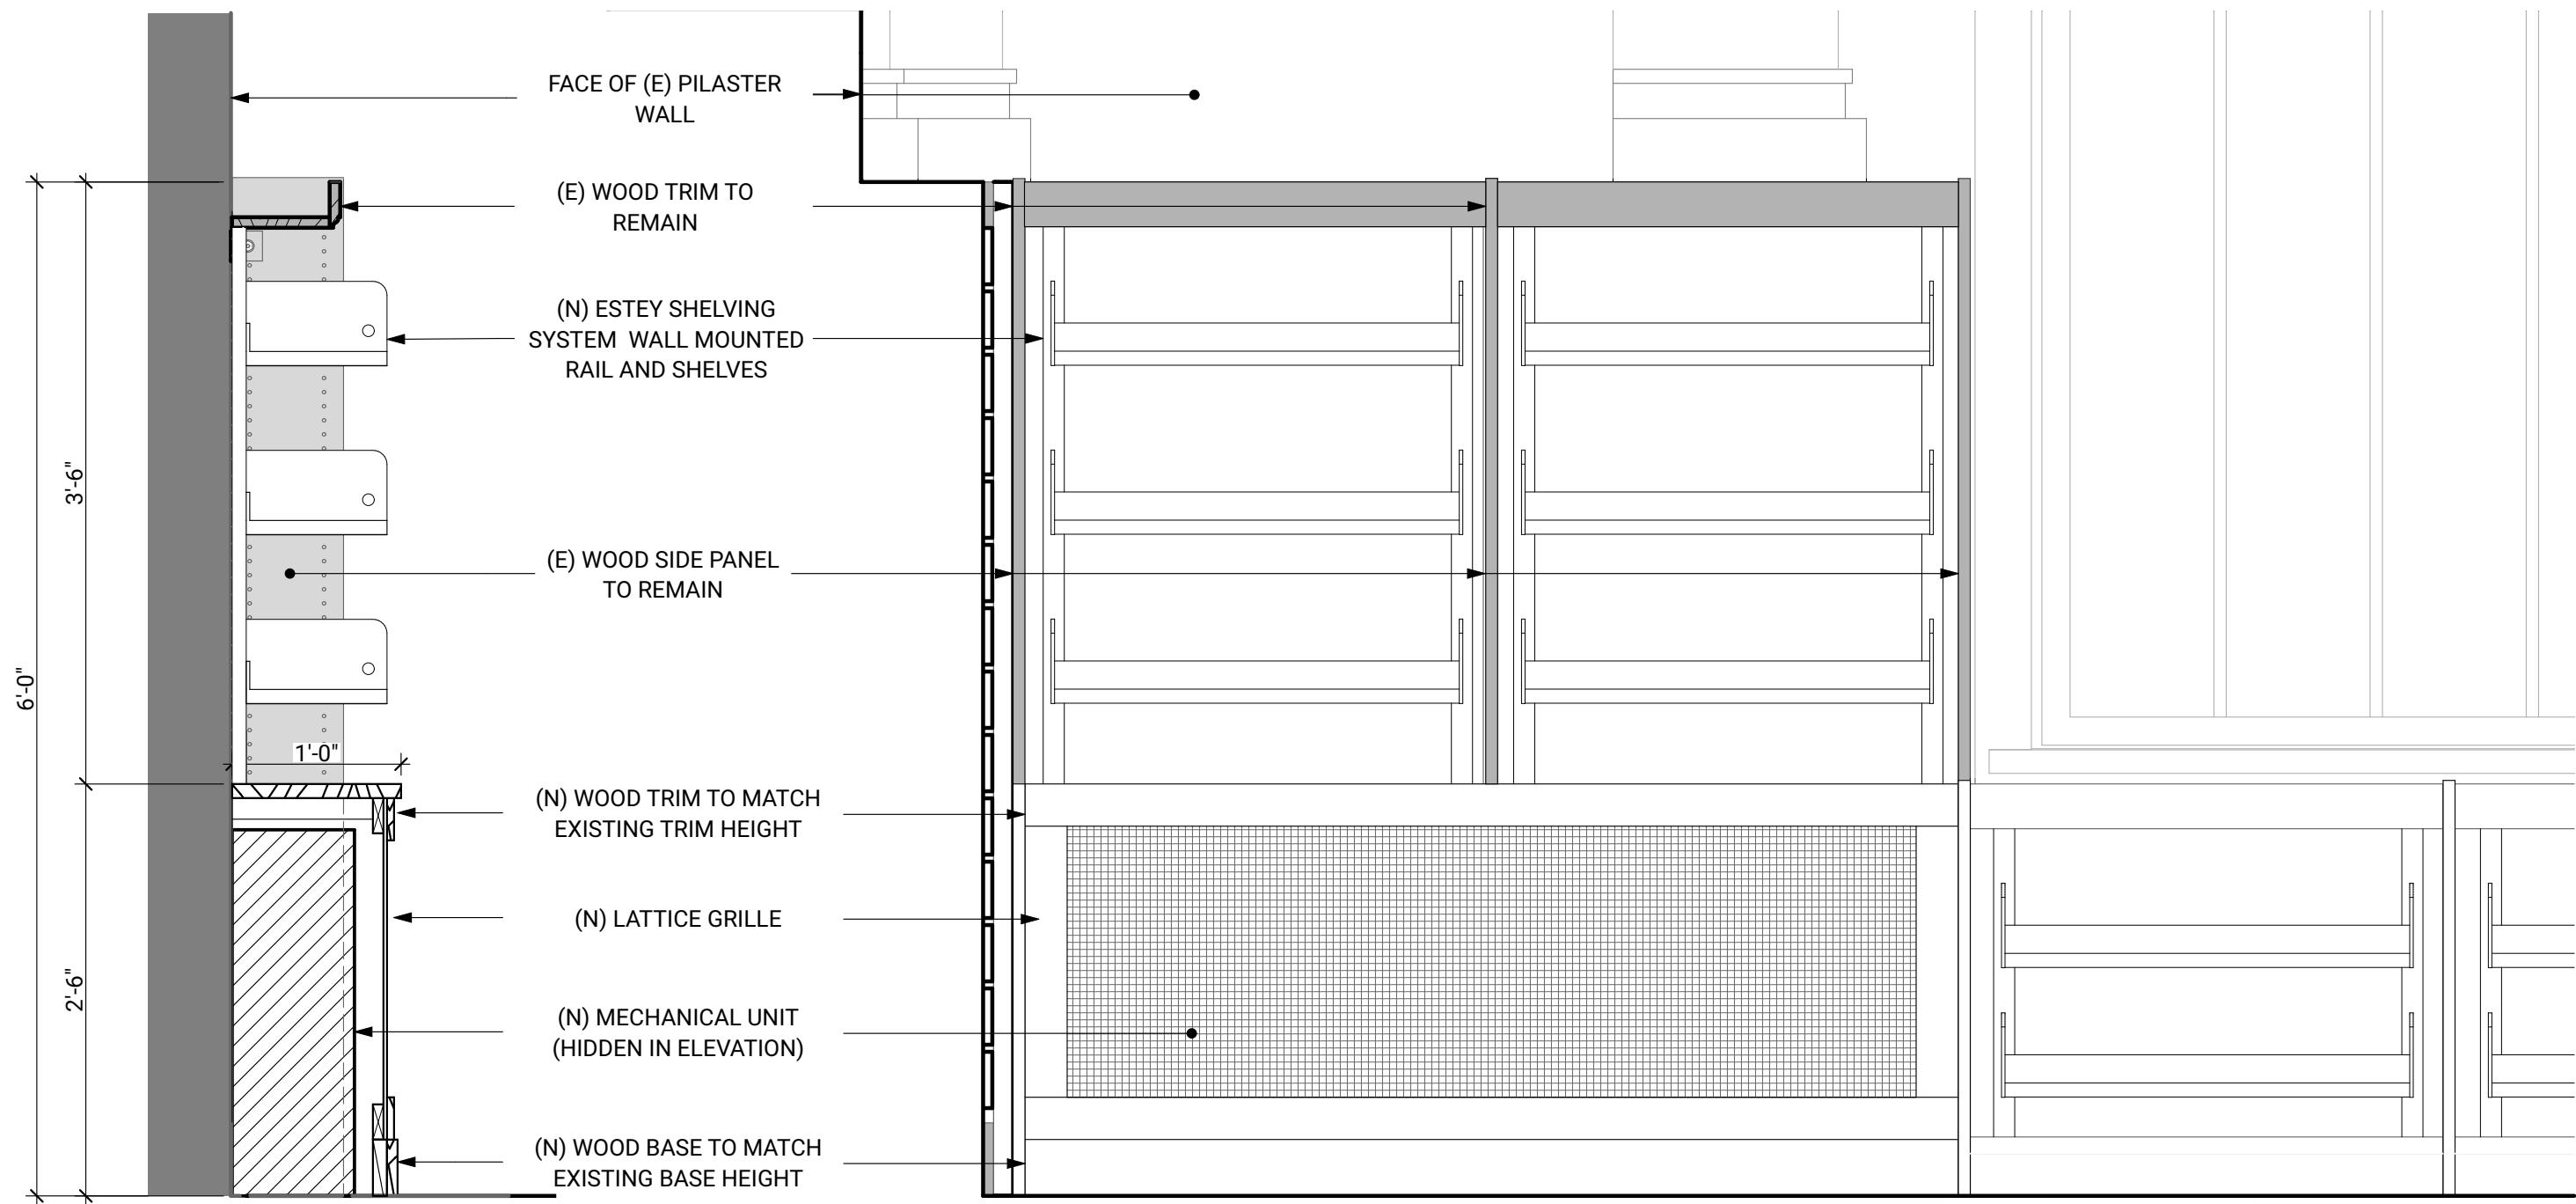 FACE OF (E) PILASTER
WALL
(E) WOOD TRIM TO
REMAIN
(N) ESTEY SHELVING
SYSTEM WALL MOUNTED
RAIL AND SHELVES
3'-6"
(E) WOOD SIDE PANEL
TO REMAIN
6'-0"
1'-0"
(N) WOOD TRIM TO MATCH
EXISTING TRIM HEIGHT
(N) LATTICE GRILLE
2'-6"
(N) MECHANICAL UNIT
(HIDDEN IN ELEVATION)
(N) WOOD BASE TO MATCH
EXISTING BASE HEIGHT